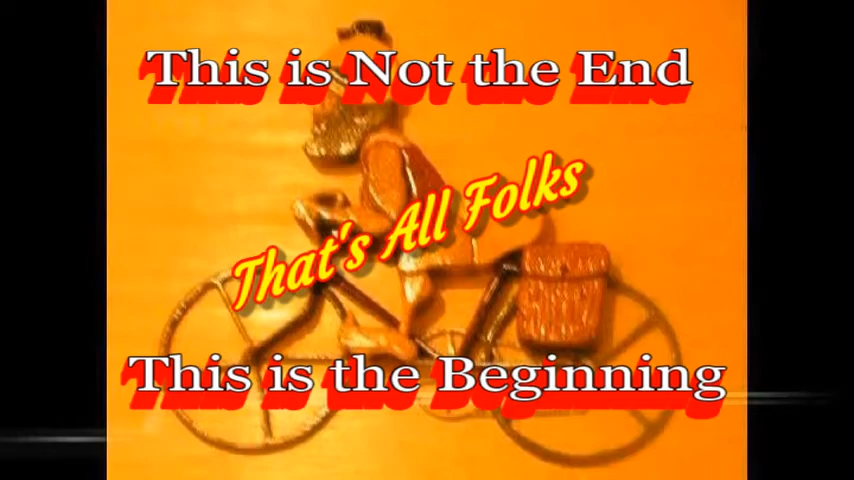 This is Not the End
That's All Folks
This is the Beginning